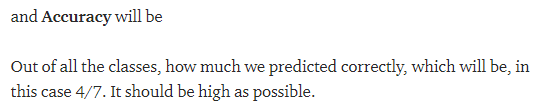 and Accuracy will be
Out of all the classes, how much we predicted correctly, which will be, in
this case 4/7. It should be high as possible.